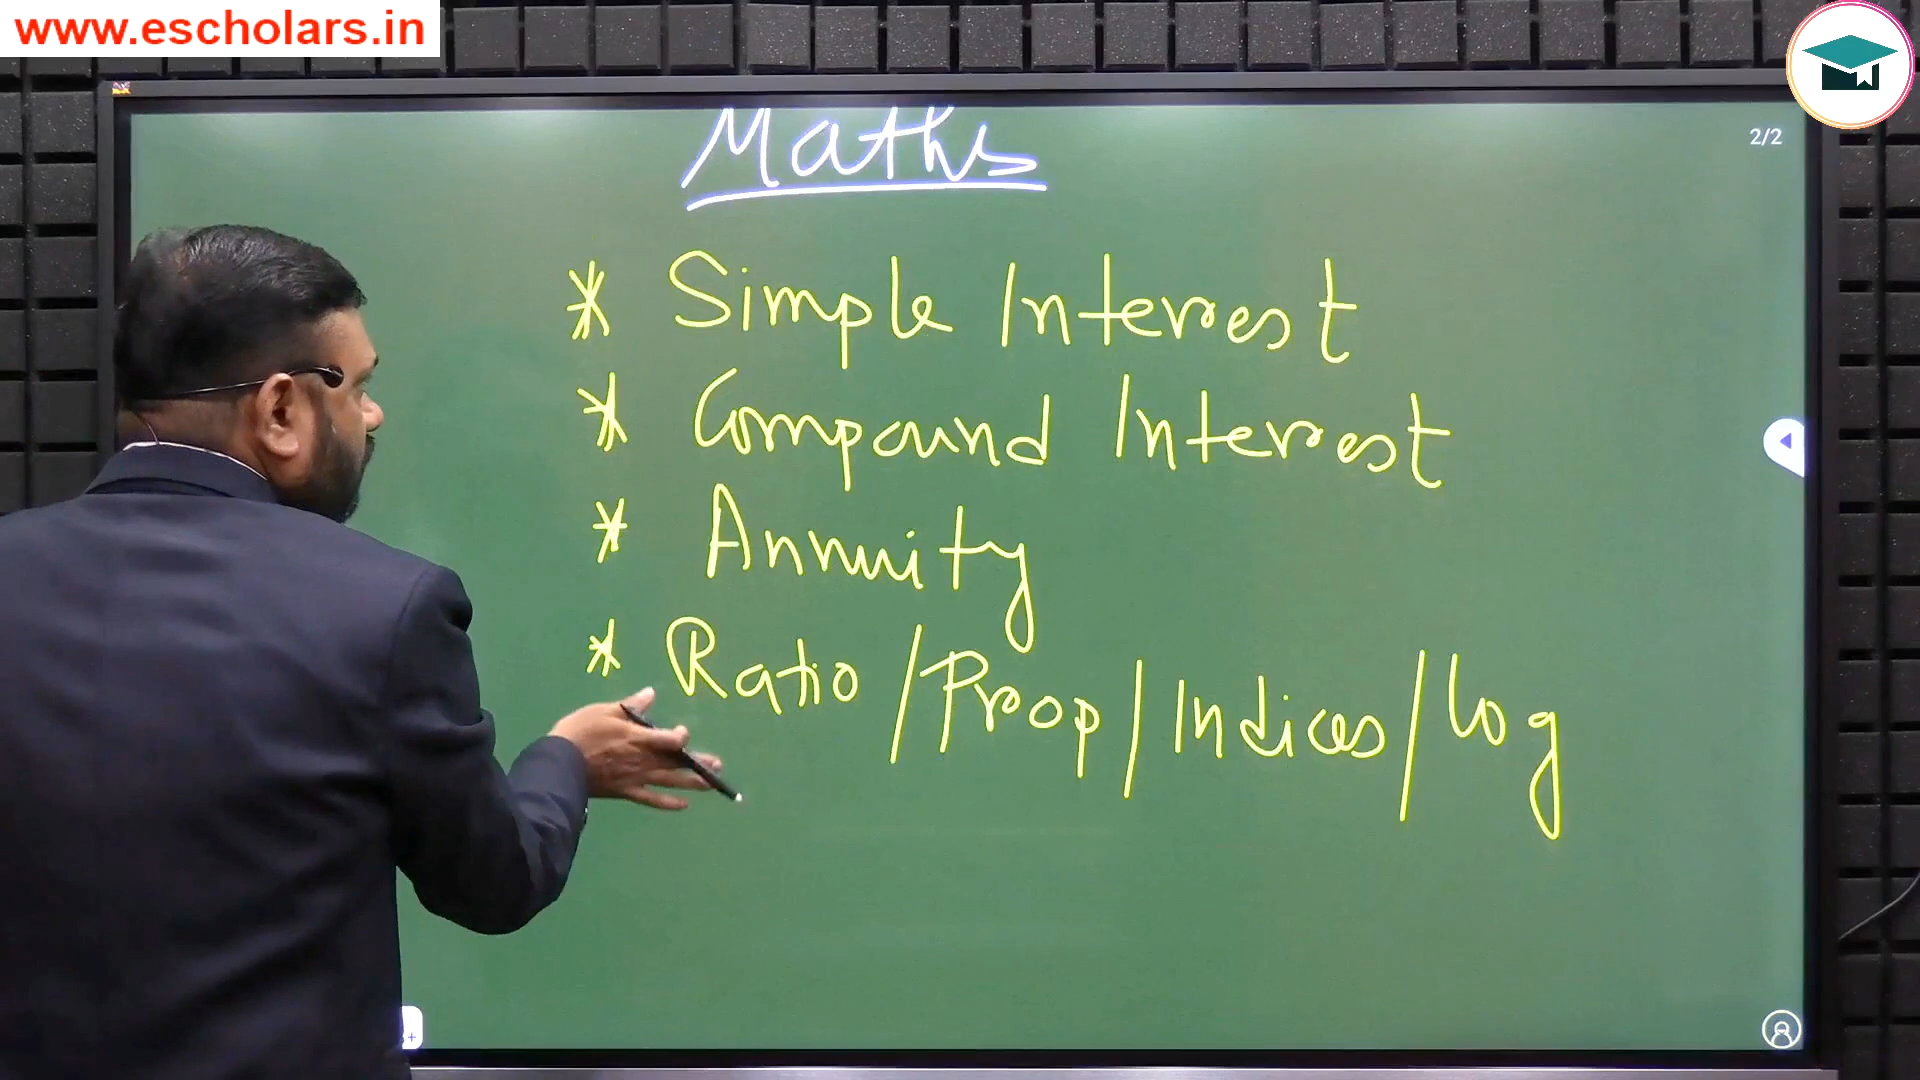 www.escholars.in
2/2
Maths
* Simple Interest
* Compound Interest
* Annuity
* Ratio / Prop / Indices / Log